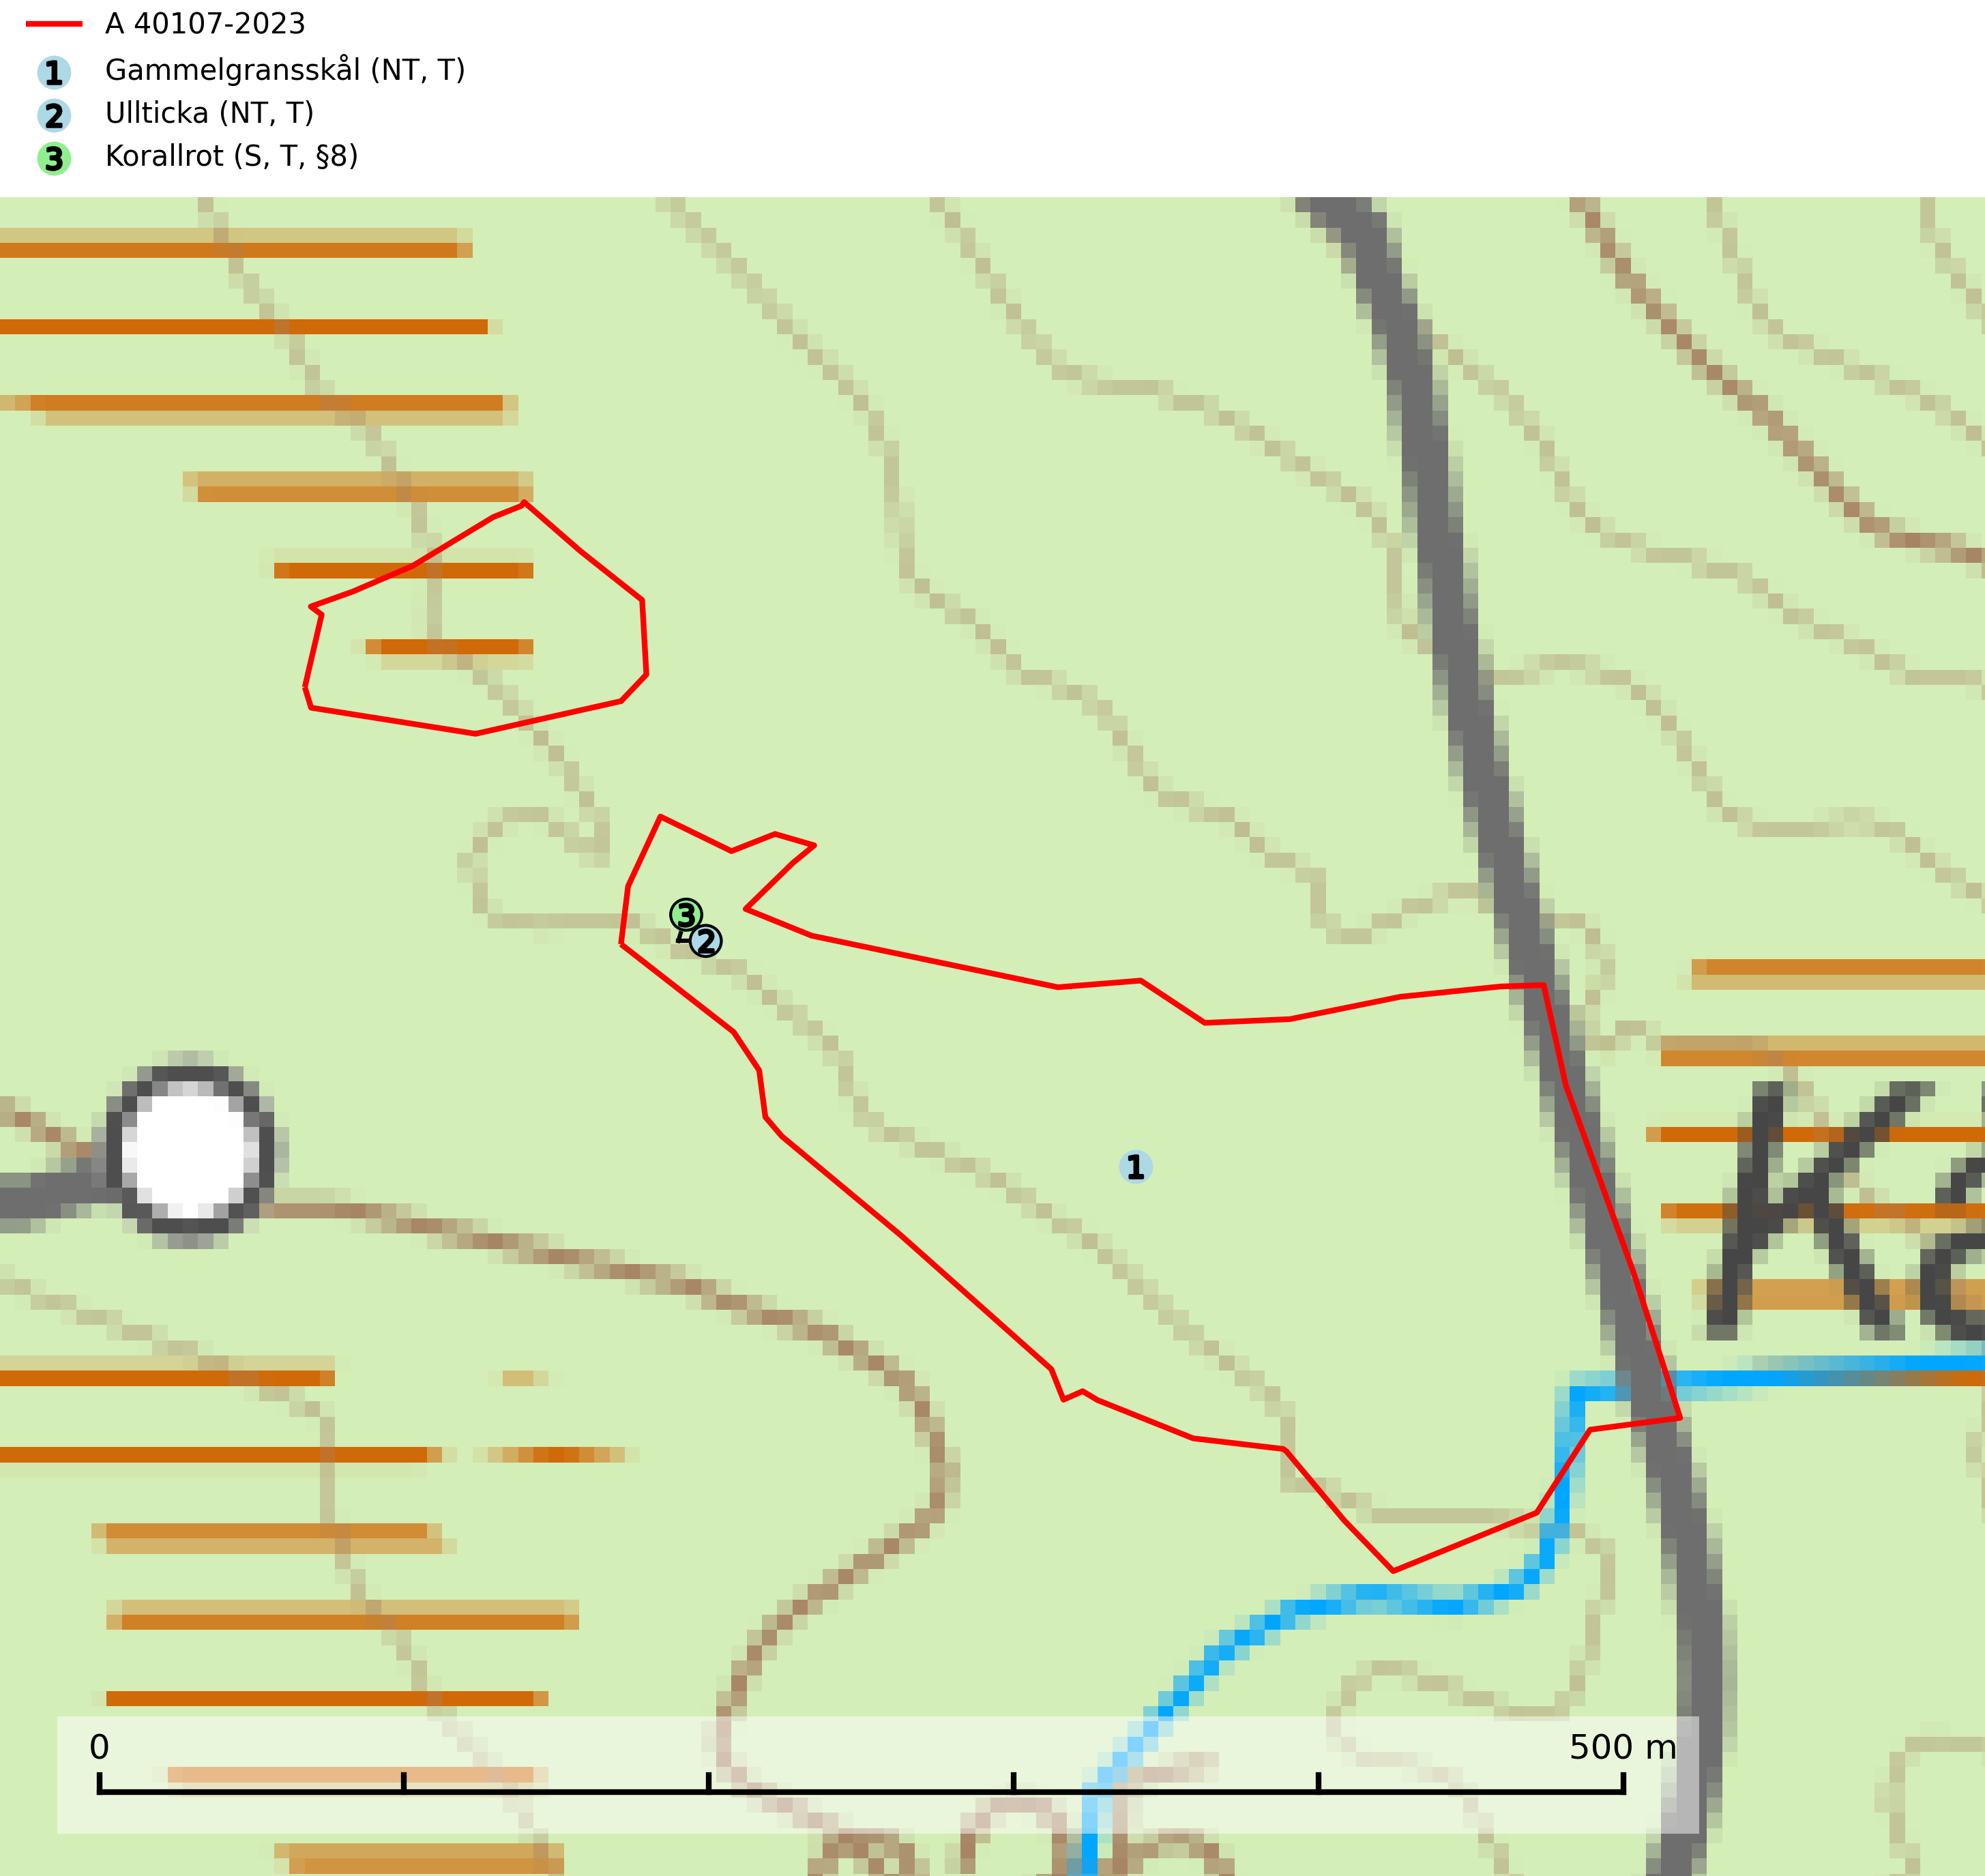 A 40107-2023
1 Gammelgransskål (NT, T)
2 Ullticka (NT, T)
3 Korallrot (S, T, §8)
3
2
1
K
0 500 m